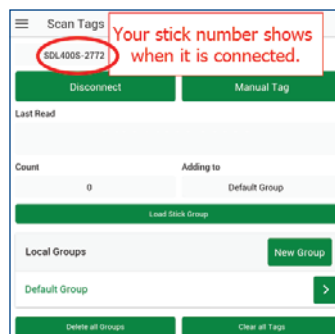 Scan Tags
Your stick number shows
when it is connected.
SDL400S-2772
Disconnect
Manual Tag
Last Read
Count
Adding to
0
Default Group
Load Stick Group
Local Groups
New Group
Default Group
Delete all Groups
Clear all Tags